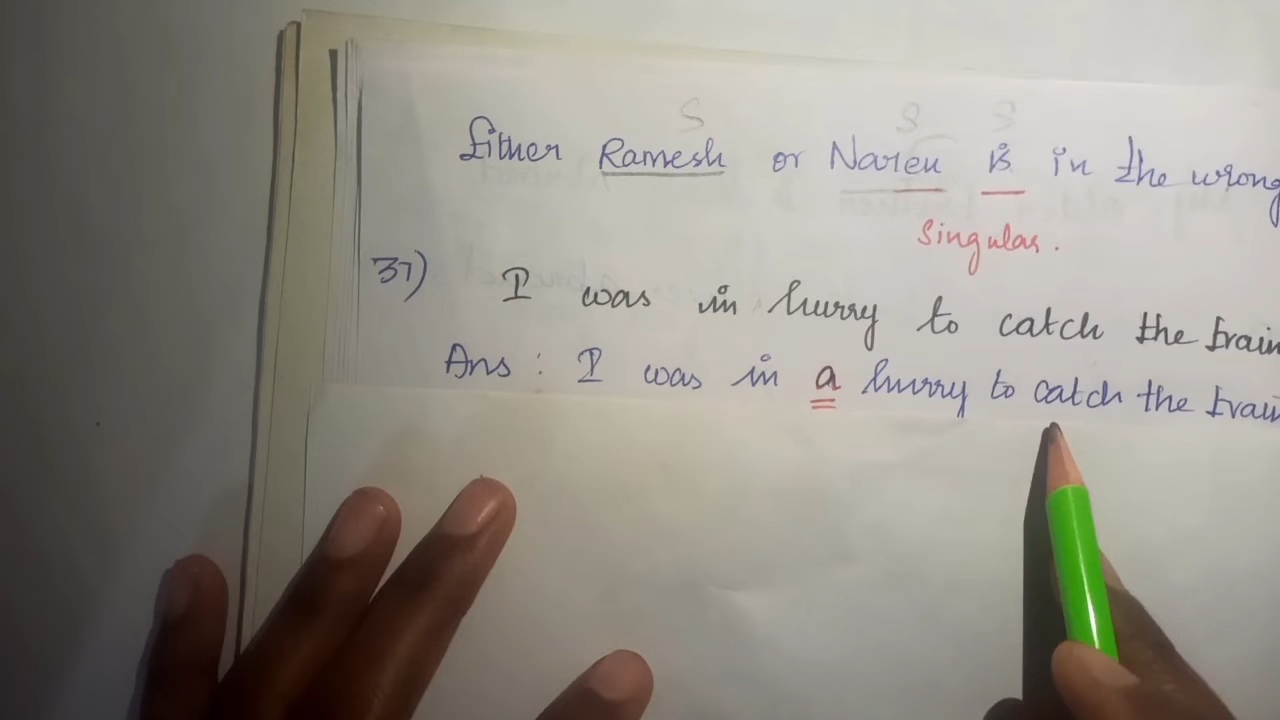 S S S
Either Ramesh or Naren is in the wrong
Singular.
37) I was in hurry to catch the train
Ans : I was in a hurry to catch the train